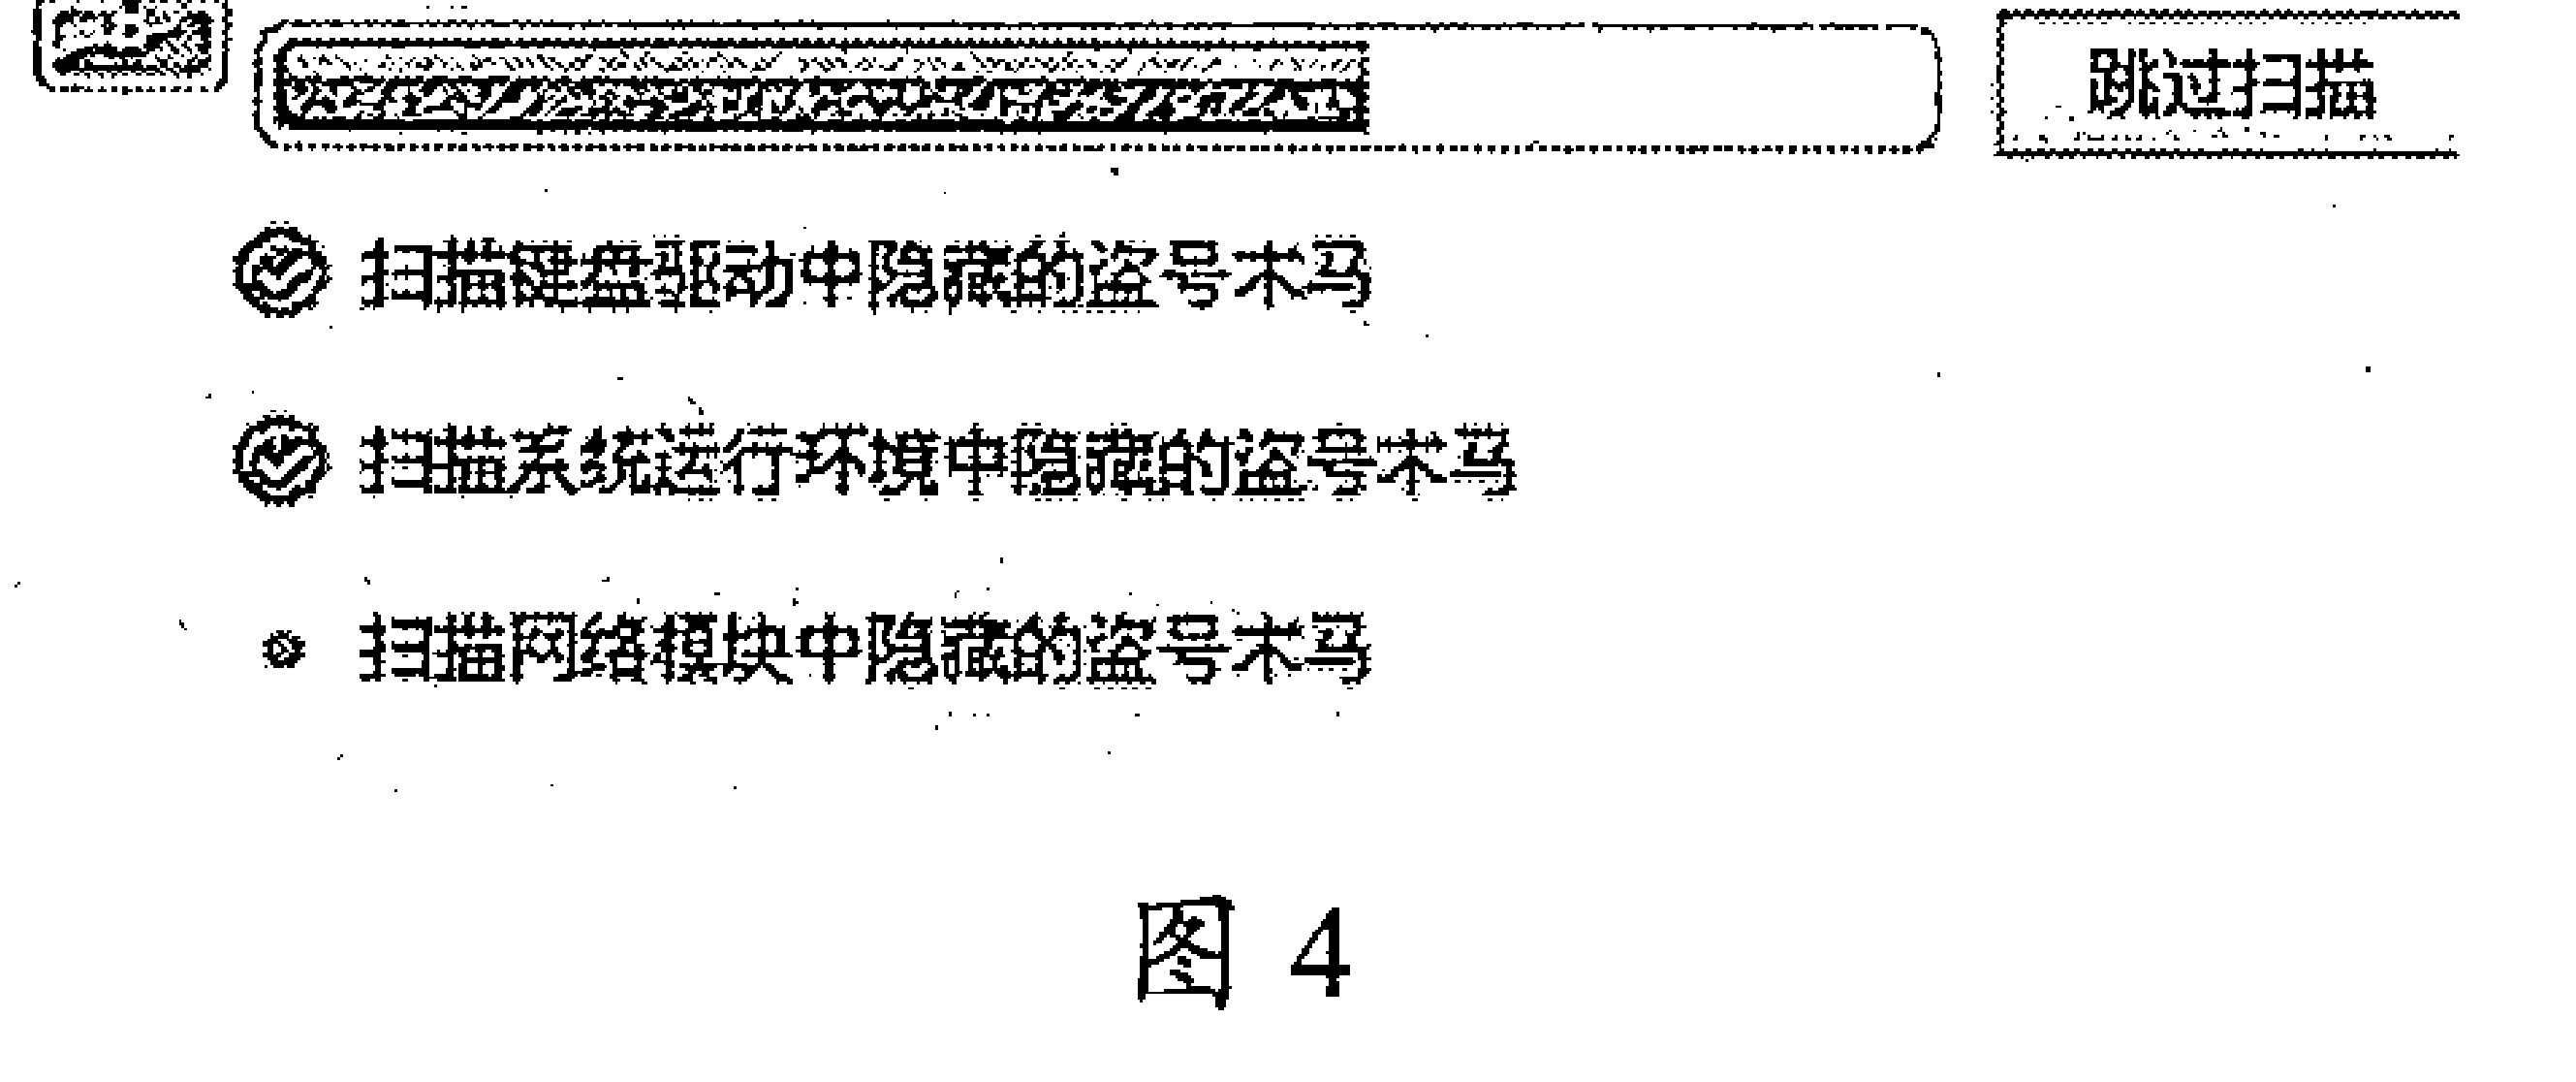 跳过扫描
扫描键盘驱动中隐藏的盗号木马
扫描系统运行环境中隐藏的盗号木马
扫描网络模块中隐藏的盗号木马
图 4